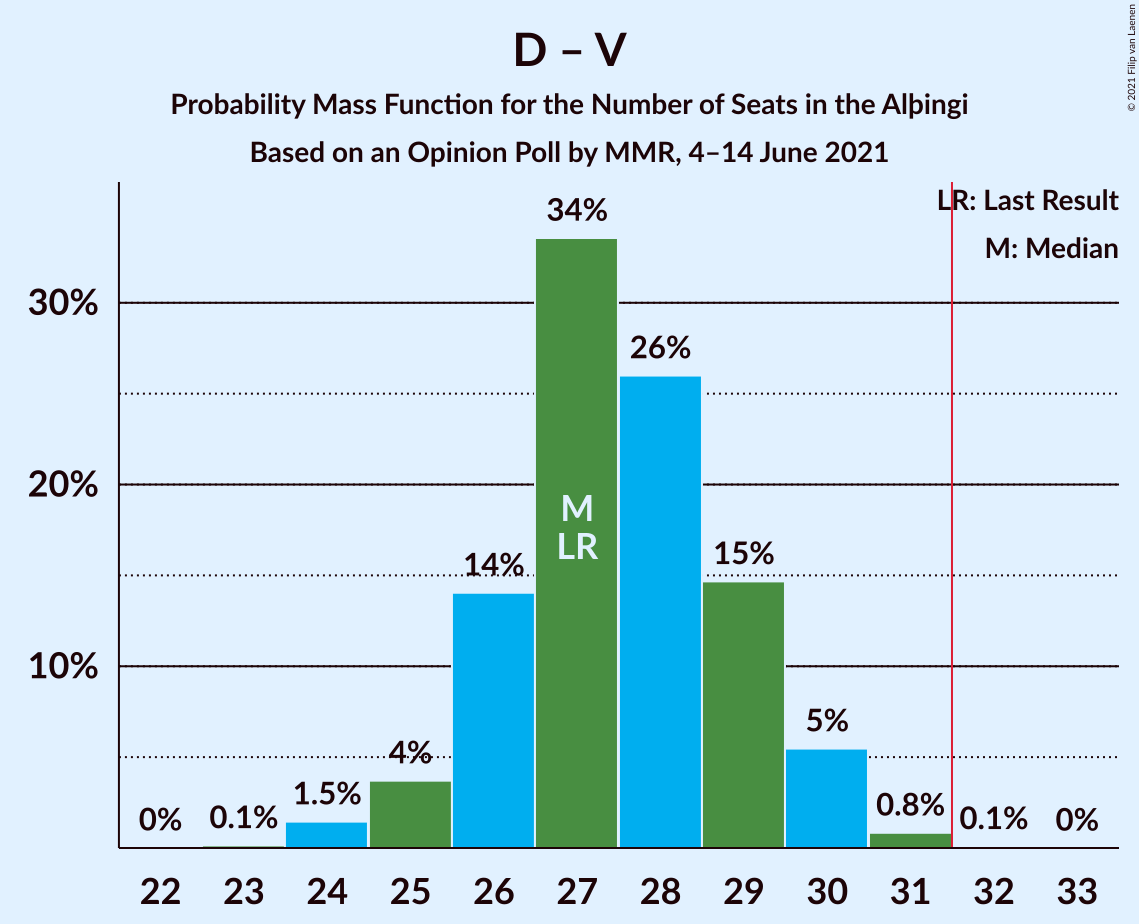 D – V
Probability Mass Function for the Number of Seats in the Alþingi
Based on an Opinion Poll by MMR, 4–14 June 2021
© 2021 Filip van Laenen
LR: Last Result
M: Median
30%
20%
10%
0%
0.1%
1.5%
4%
14%
34%
26%
15%
5%
0.8%
0.1%
0%
M
LR
22 23 24 25 26 27 28 29 30 31 32 33